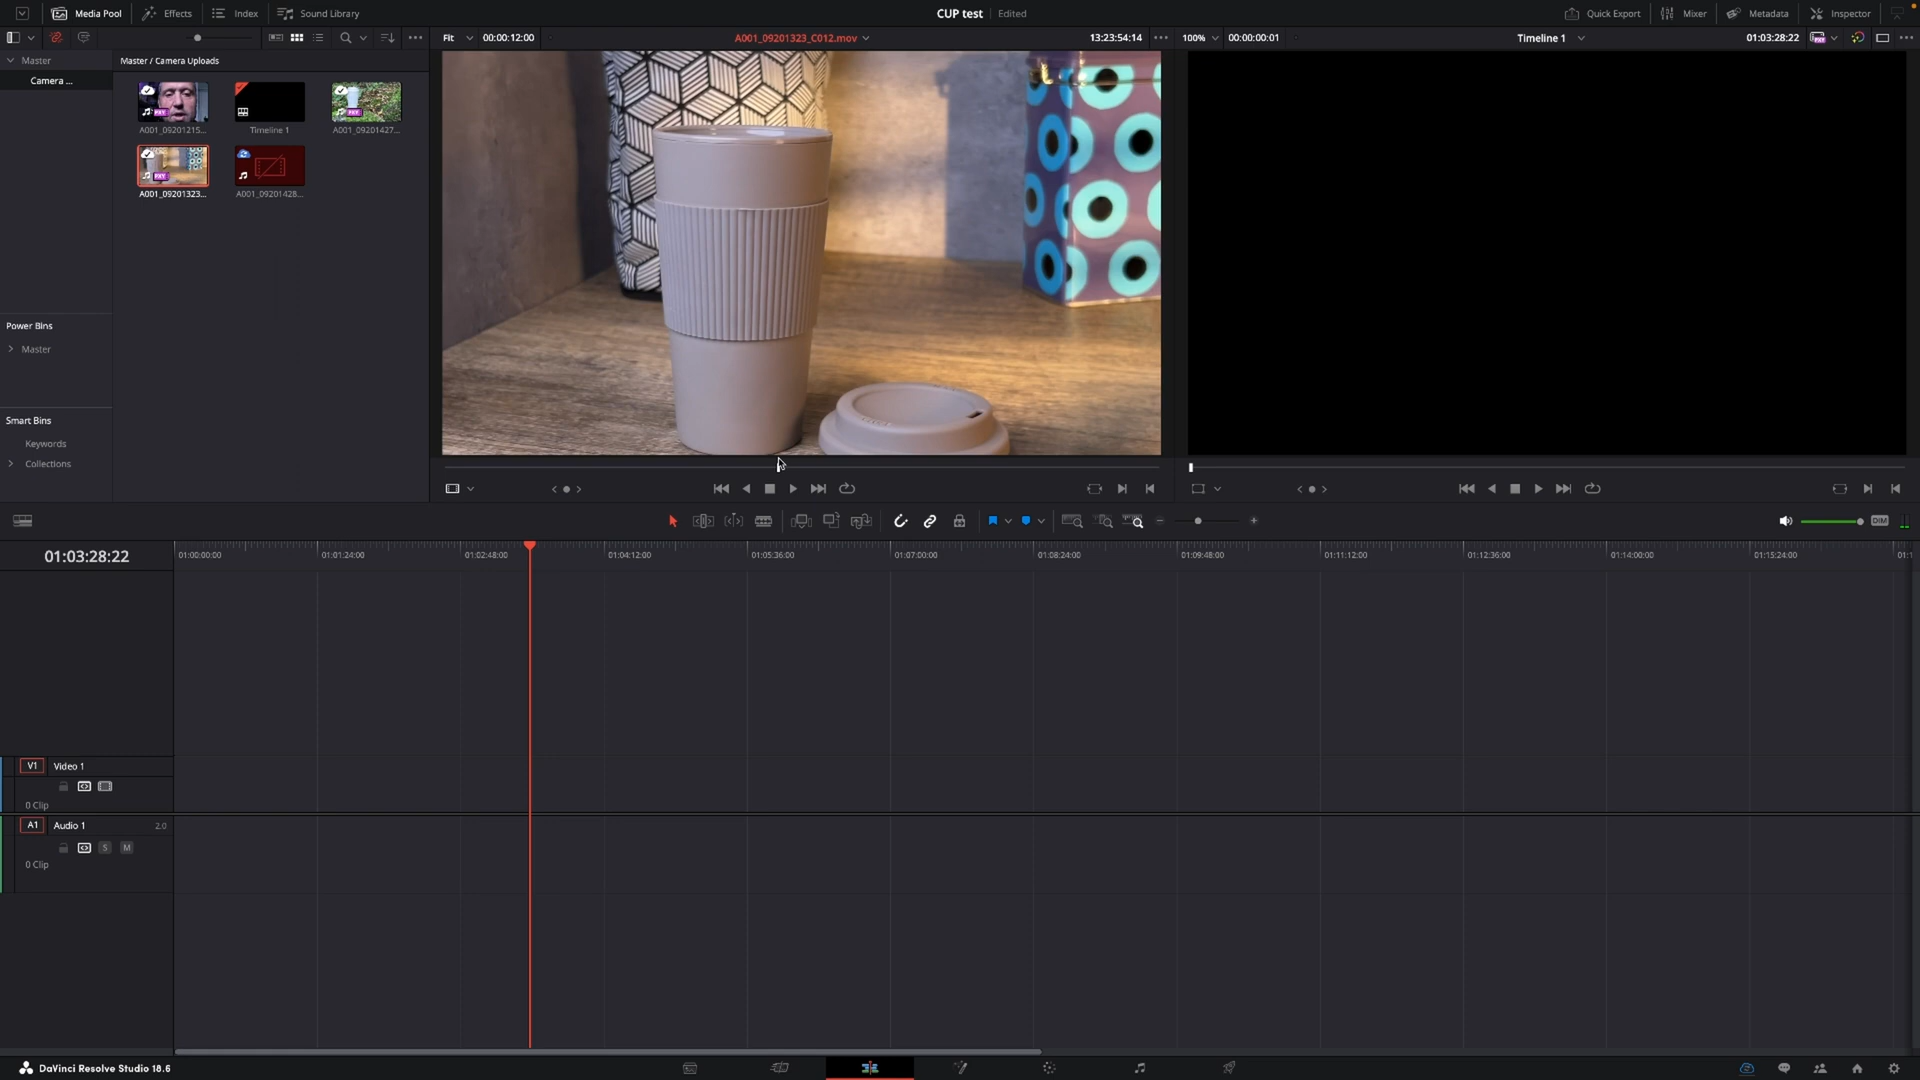 Media Pool Effects Index Sound Library CUP test Edited Quick Export Mixer Metadata Inspector
Fit 00:00:12:00 A001_09201323_C012.mov 13:23:54:14 100% 00:00:00:01 Timeline 1 01:03:28:22
Master
Camera ...
Master / Camera Uploads
PXY
PXY
A001_09201215...
Timeline 1
A001_09201427...
PXY
A001_09201323...
A001_09201428...
Power Bins
Master
Smart Bins
Keywords
Collections
DIM
01:03:28:22
01:00:00:00 01:01:24:00 01:02:48:00 01:04:12:00 01:05:36:00 01:07:00:00 01:08:24:00 01:09:48:00 01:11:12:00 01:12:36:00 01:14:00:00 01:15:24:00 01:1
V1 Video 1
0 Clip
A1 Audio 1 2.0
S M
0 Clip
DaVinci Resolve Studio 18.6